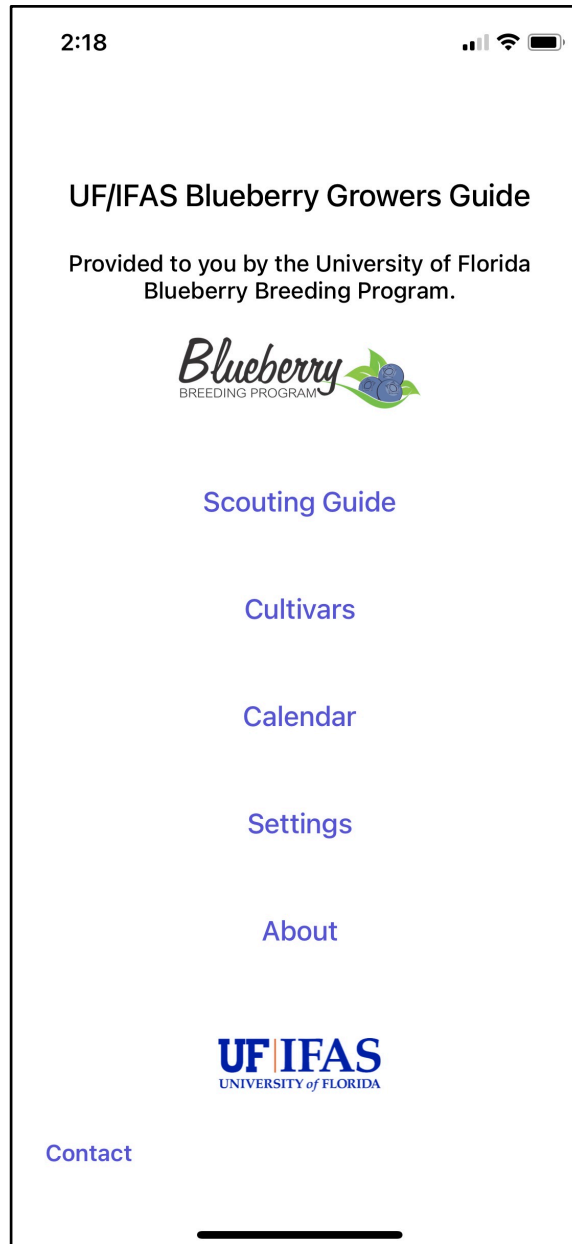 2:18
UF/IFAS Blueberry Growers Guide
Provided to you by the University of Florida
Blueberry Breeding Program.
Blueberry
BREEDING PROGRAM
Scouting Guide
Cultivars
Calendar
Settings
About
UF|IFAS
UNIVERSITY of FLORIDA
Contact